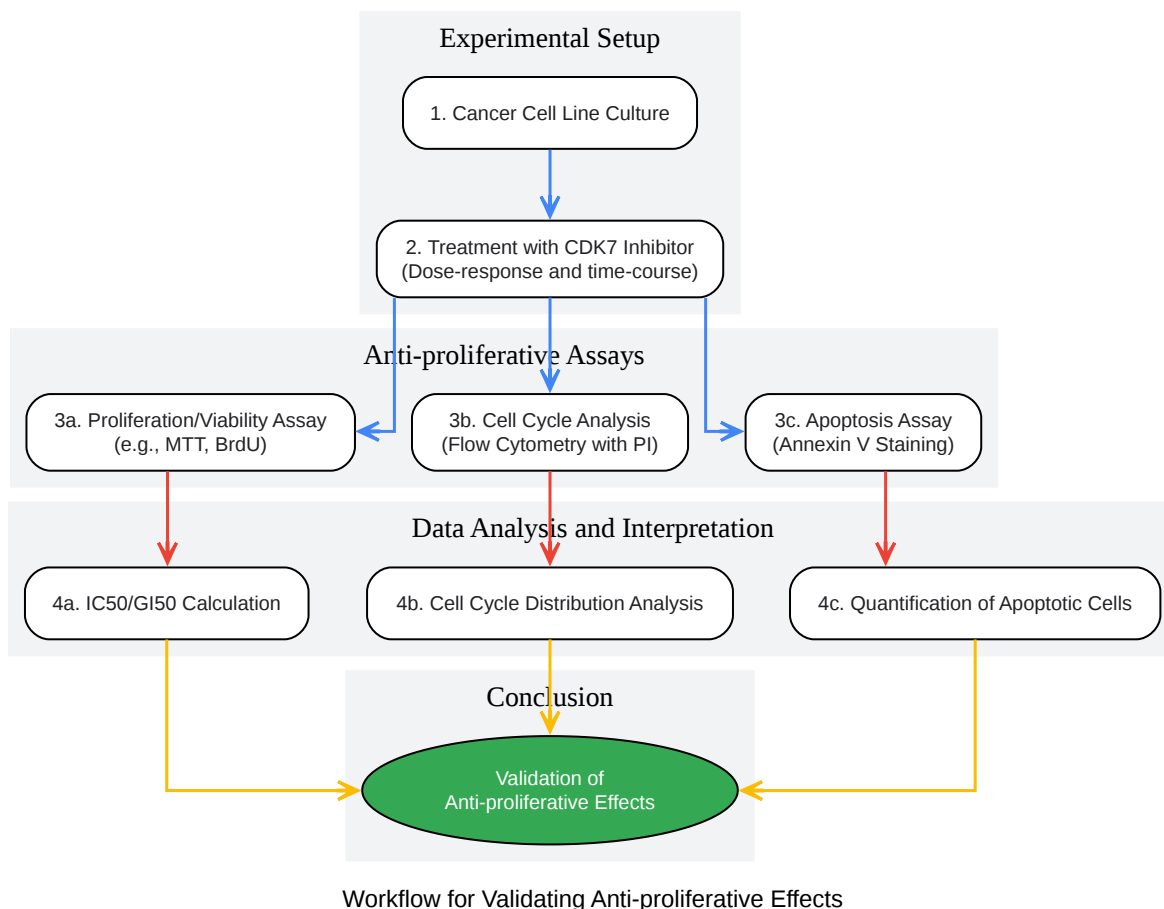 Experimental Setup
1. Cancer Cell Line Culture
2. Treatment with CDK7 Inhibitor
(Dose-response and time-course)
Anti-proliferative Assays
3a. Proliferation/Viability Assay
(e.g., MTT, BrdU)
3b. Cell Cycle Analysis
(Flow Cytometry with PI)
3c. Apoptosis Assay
(Annexin V Staining)
Data Analysis and Interpretation
4a. IC50/GI50 Calculation
4b. Cell Cycle Distribution Analysis
4c. Quantification of Apoptotic Cells
Conclusion
Validation of
Anti-proliferative Effects
Workflow for Validating Anti-proliferative Effects